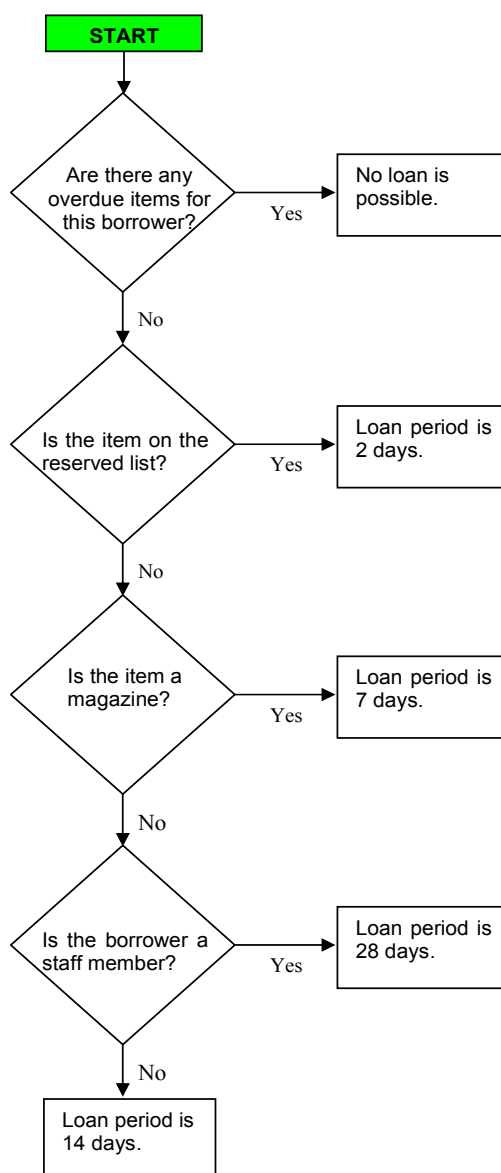 START
Are there any
overdue items for
this borrower?
Yes
No loan is
possible.
No
Is the item on the
reserved list?
Yes
Loan period is
2 days.
No
Is the item a
magazine?
Yes
Loan period is
7 days.
No
Is the borrower a
staff member?
Yes
Loan period is
28 days.
No
Loan period is
14 days.